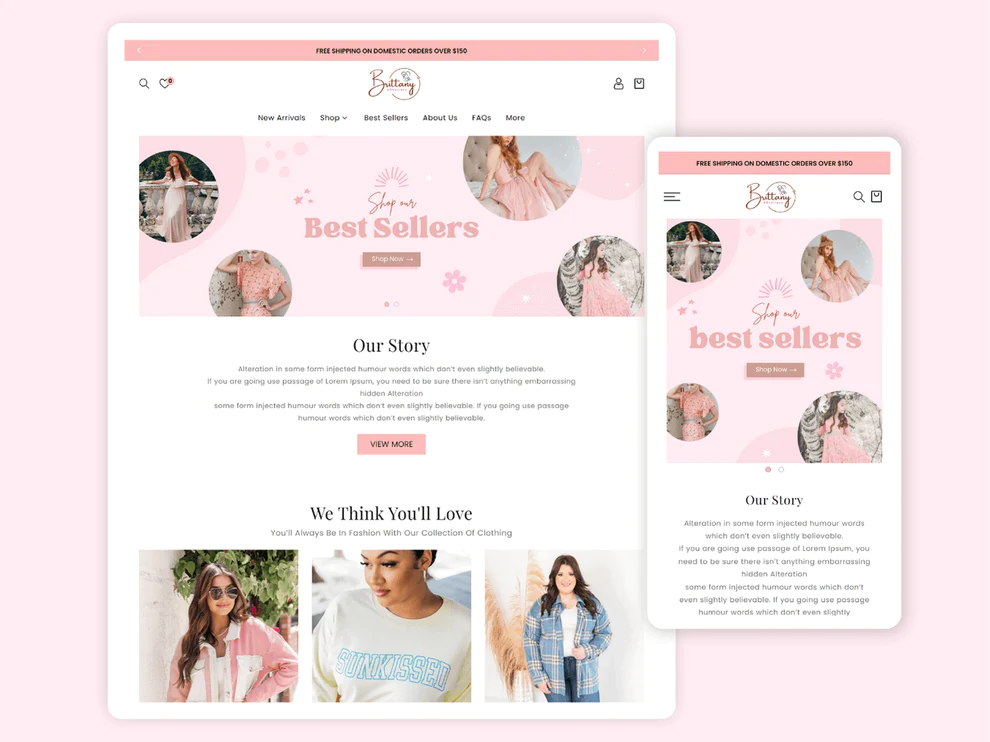 FREE SHIPPING ON DOMESTIC ORDERS OVER $150
0
Brittany
New Arrivals Shop Best Sellers About Us FAQs More
Shop our
Best Sellers
Shop Now →
Our Story
Alteration in some form injected humour words which don't even slightly believable.
If you are going use passage of Lorem Ipsum, you need to be sure there isn't anything embarrassing
hidden Alteration
some form injected humour words which don't even slightly believable. If you going use passage
humour words which don't even slightly believable.
VIEW MORE
We Think You'll Love
You'll Always Be In Fashion With Our Collection Of Clothing
SUNKISSED
FREE SHIPPING ON DOMESTIC ORDERS OVER $150
Brittany
Shop our
best sellers
Shop Now →
Our Story
Alteration in some form injected humour words
which don't even slightly believable.
If you are going use passage of Lorem Ipsum, you
need to be sure there isn't anything embarrassing
hidden Alteration
some form injected humour words which don't
even slightly believable. If you going use passage
humour words which don't even slightly